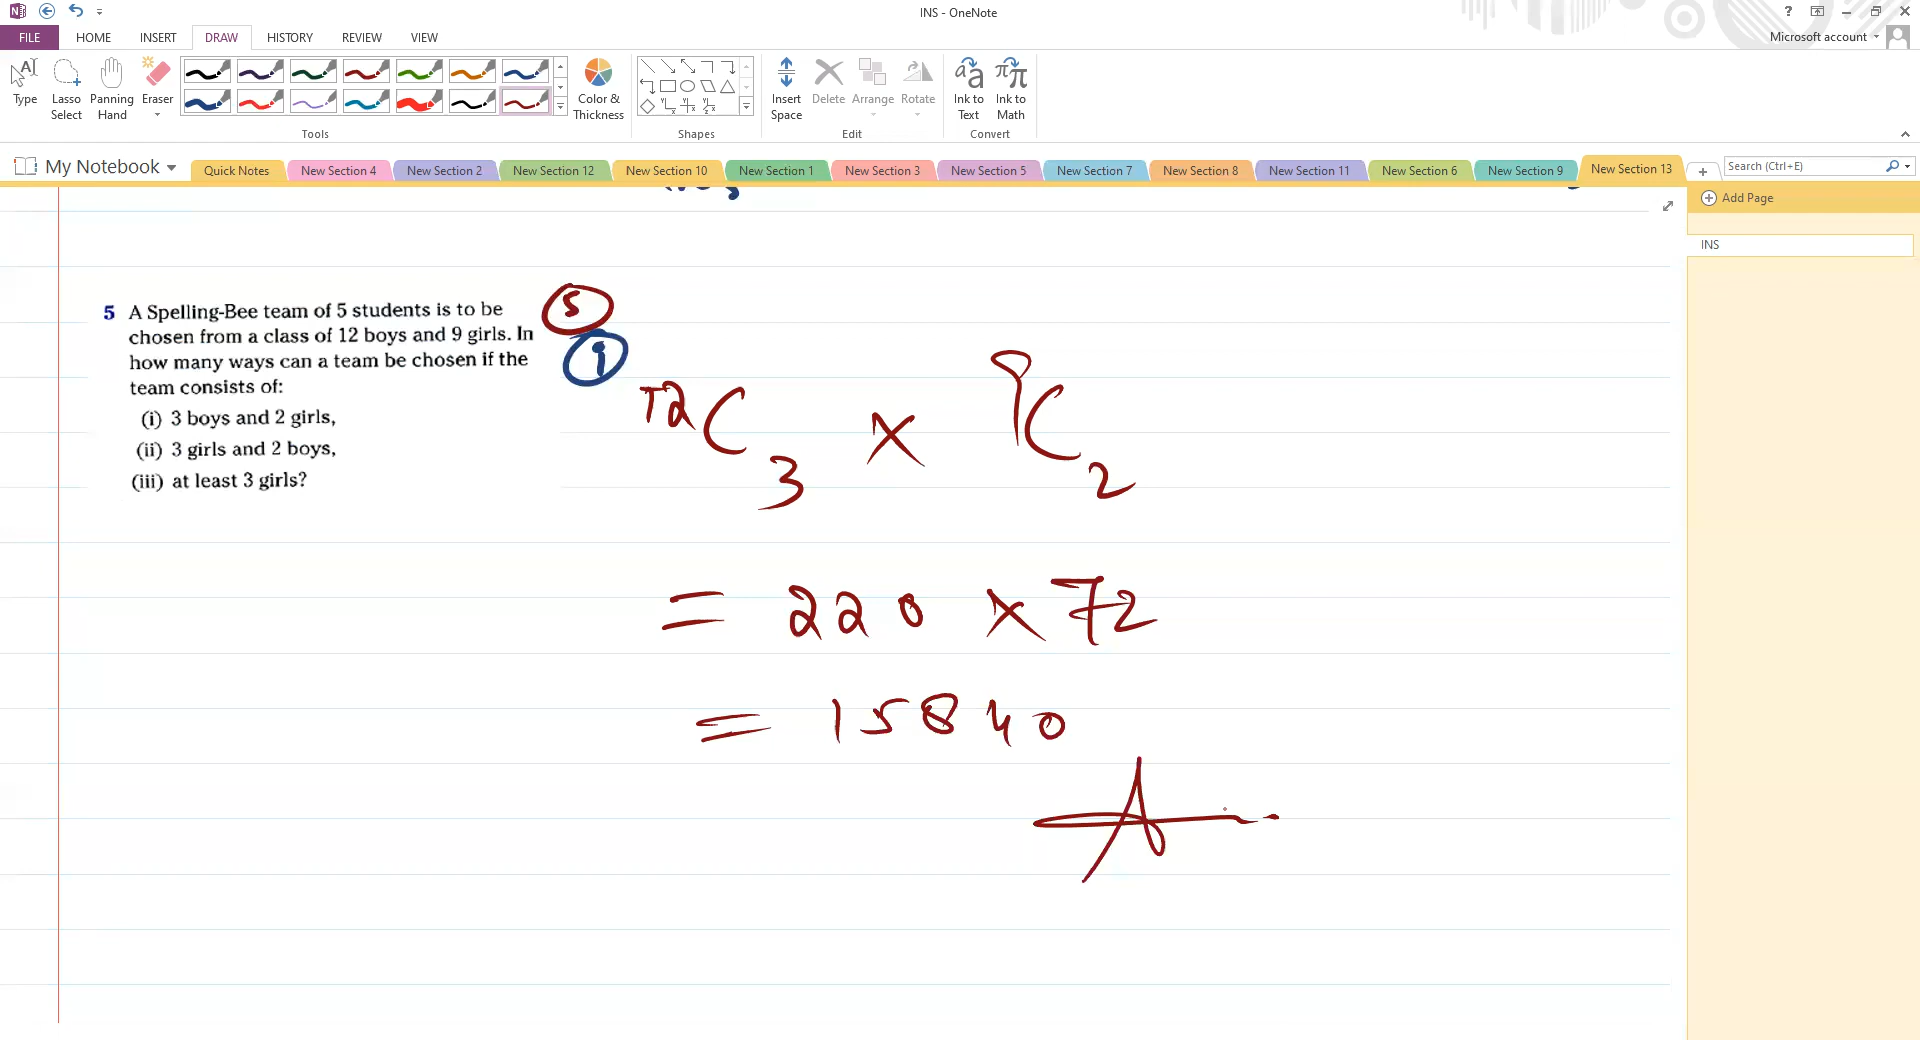 INS - OneNote
FILE HOME INSERT DRAW HISTORY REVIEW VIEW
Microsoft account
Type Lasso Select Panning Hand Eraser Color & Thickness Insert Space Delete Arrange Rotate Ink to Text Ink to Math
Tools Shapes Edit Convert
My Notebook Quick Notes New Section 4 New Section 2 New Section 12 New Section 10 New Section 1 New Section 3 New Section 5 New Section 7 New Section 8 New Section 11 New Section 6 New Section 9 New Section 13 Search (Ctrl+E)
Add Page
INS
5 A Spelling-Bee team of 5 students is to be
chosen from a class of 12 boys and 9 girls. In
how many ways can a team be chosen if the
team consists of:
(i) 3 boys and 2 girls,
(ii) 3 girls and 2 boys,
(iii) at least 3 girls?
5
i
12C3 × 9C2
= 220 × 72
= 15840